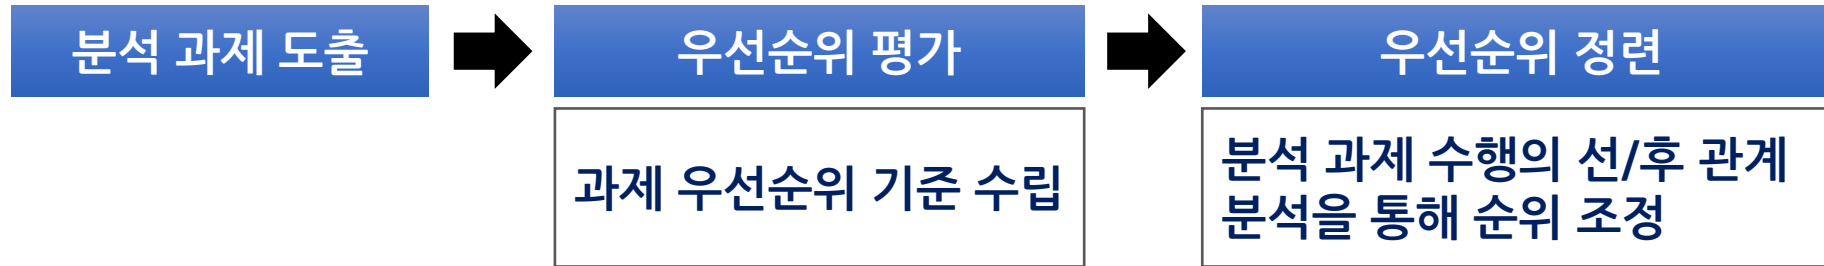 분석 과제 도출
우선순위 평가
우선순위 정련
과제 우선순위 기준 수립
분석 과제 수행의 선/후 관계
분석을 통해 순위 조정